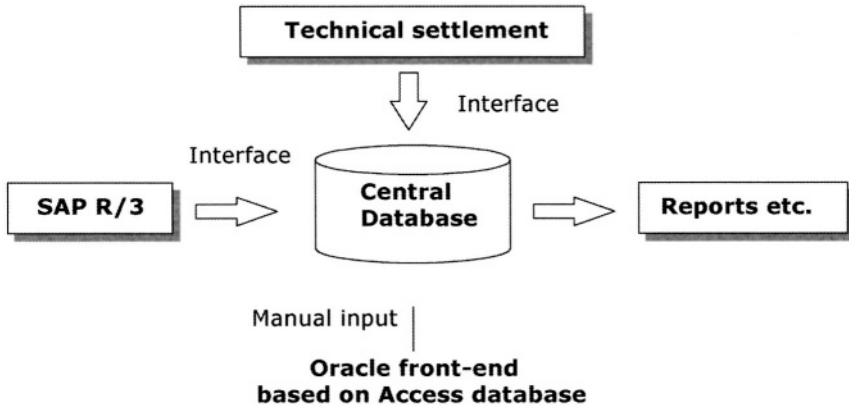 Technical settlement
Interface
Interface
SAP R/3
Central
Database
Reports etc.
Manual input
Oracle front-end
based on Access database